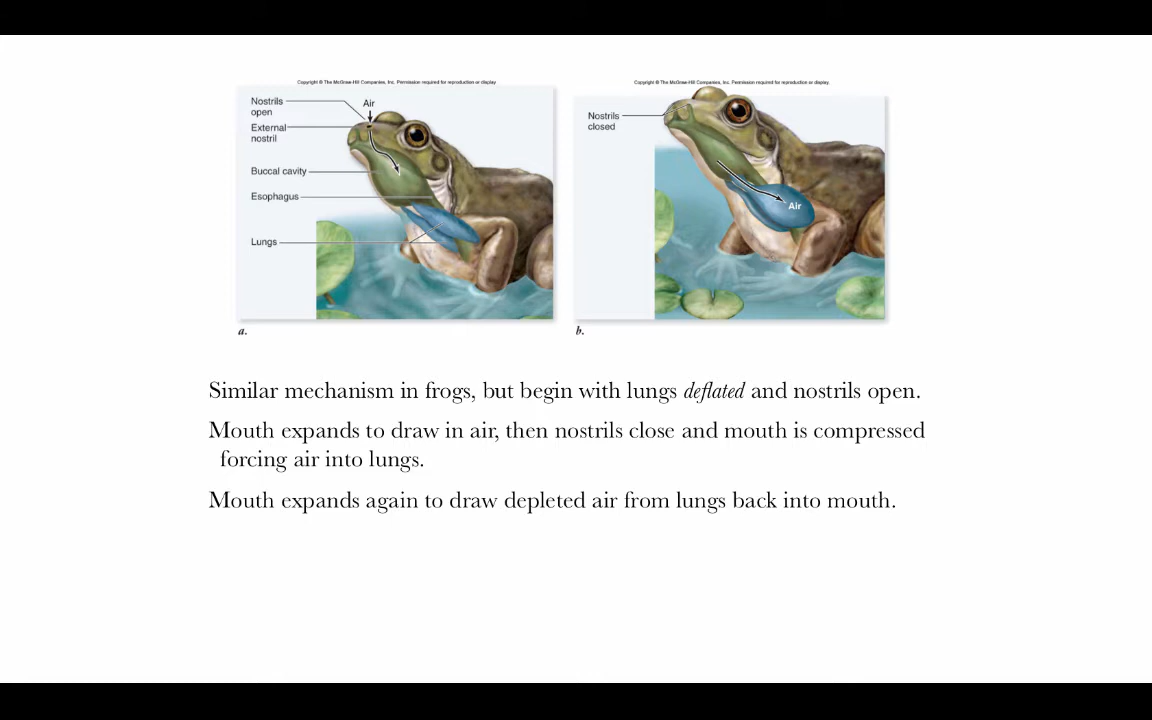 Copyright © The McGraw-Hill Companies, Inc. Permission required for reproduction or display
Nostrils
open
Air
External
nostril
Buccal cavity
Esophagus
Lungs
a.
Copyright © The McGraw-Hill Companies, Inc. Permission required for reproduction or display.
Nostrils
closed
Air
b.
Similar mechanism in frogs, but begin with lungs deflated and nostrils open.
Mouth expands to draw in air, then nostrils close and mouth is compressed
forcing air into lungs.
Mouth expands again to draw depleted air from lungs back into mouth.